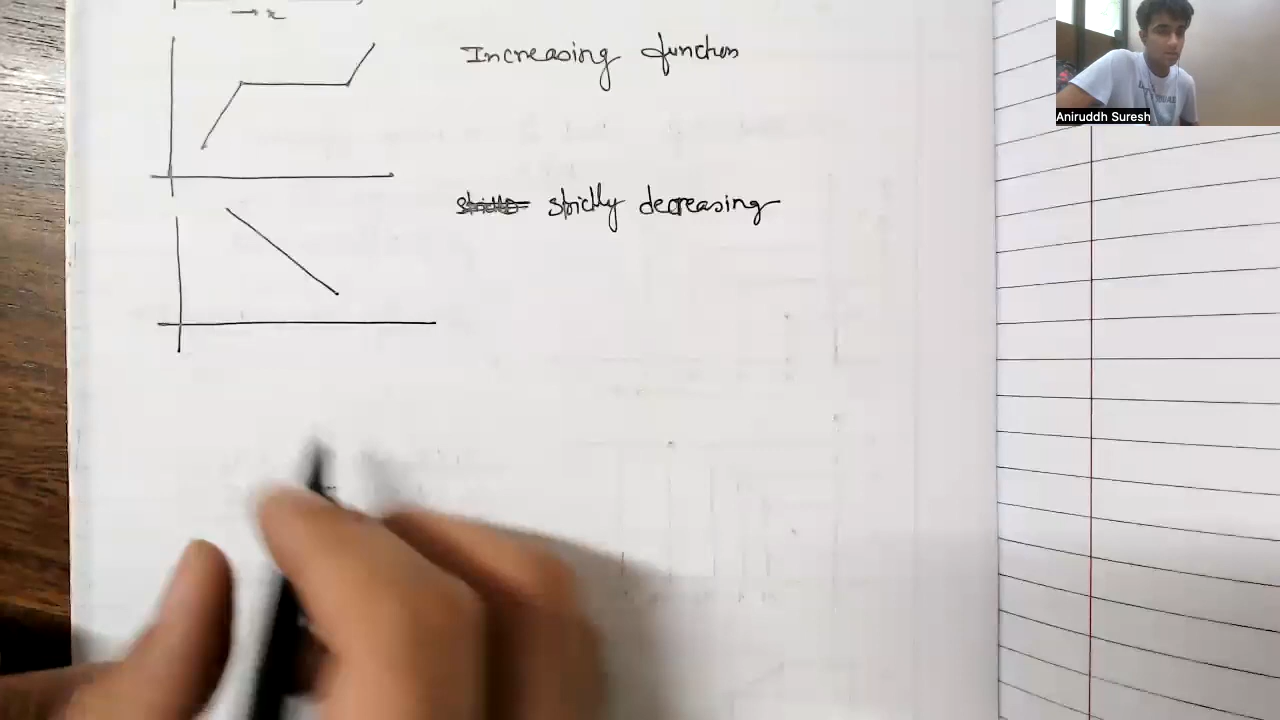 → x
Increasing function
strictly decreasing
Aniruddh Suresh